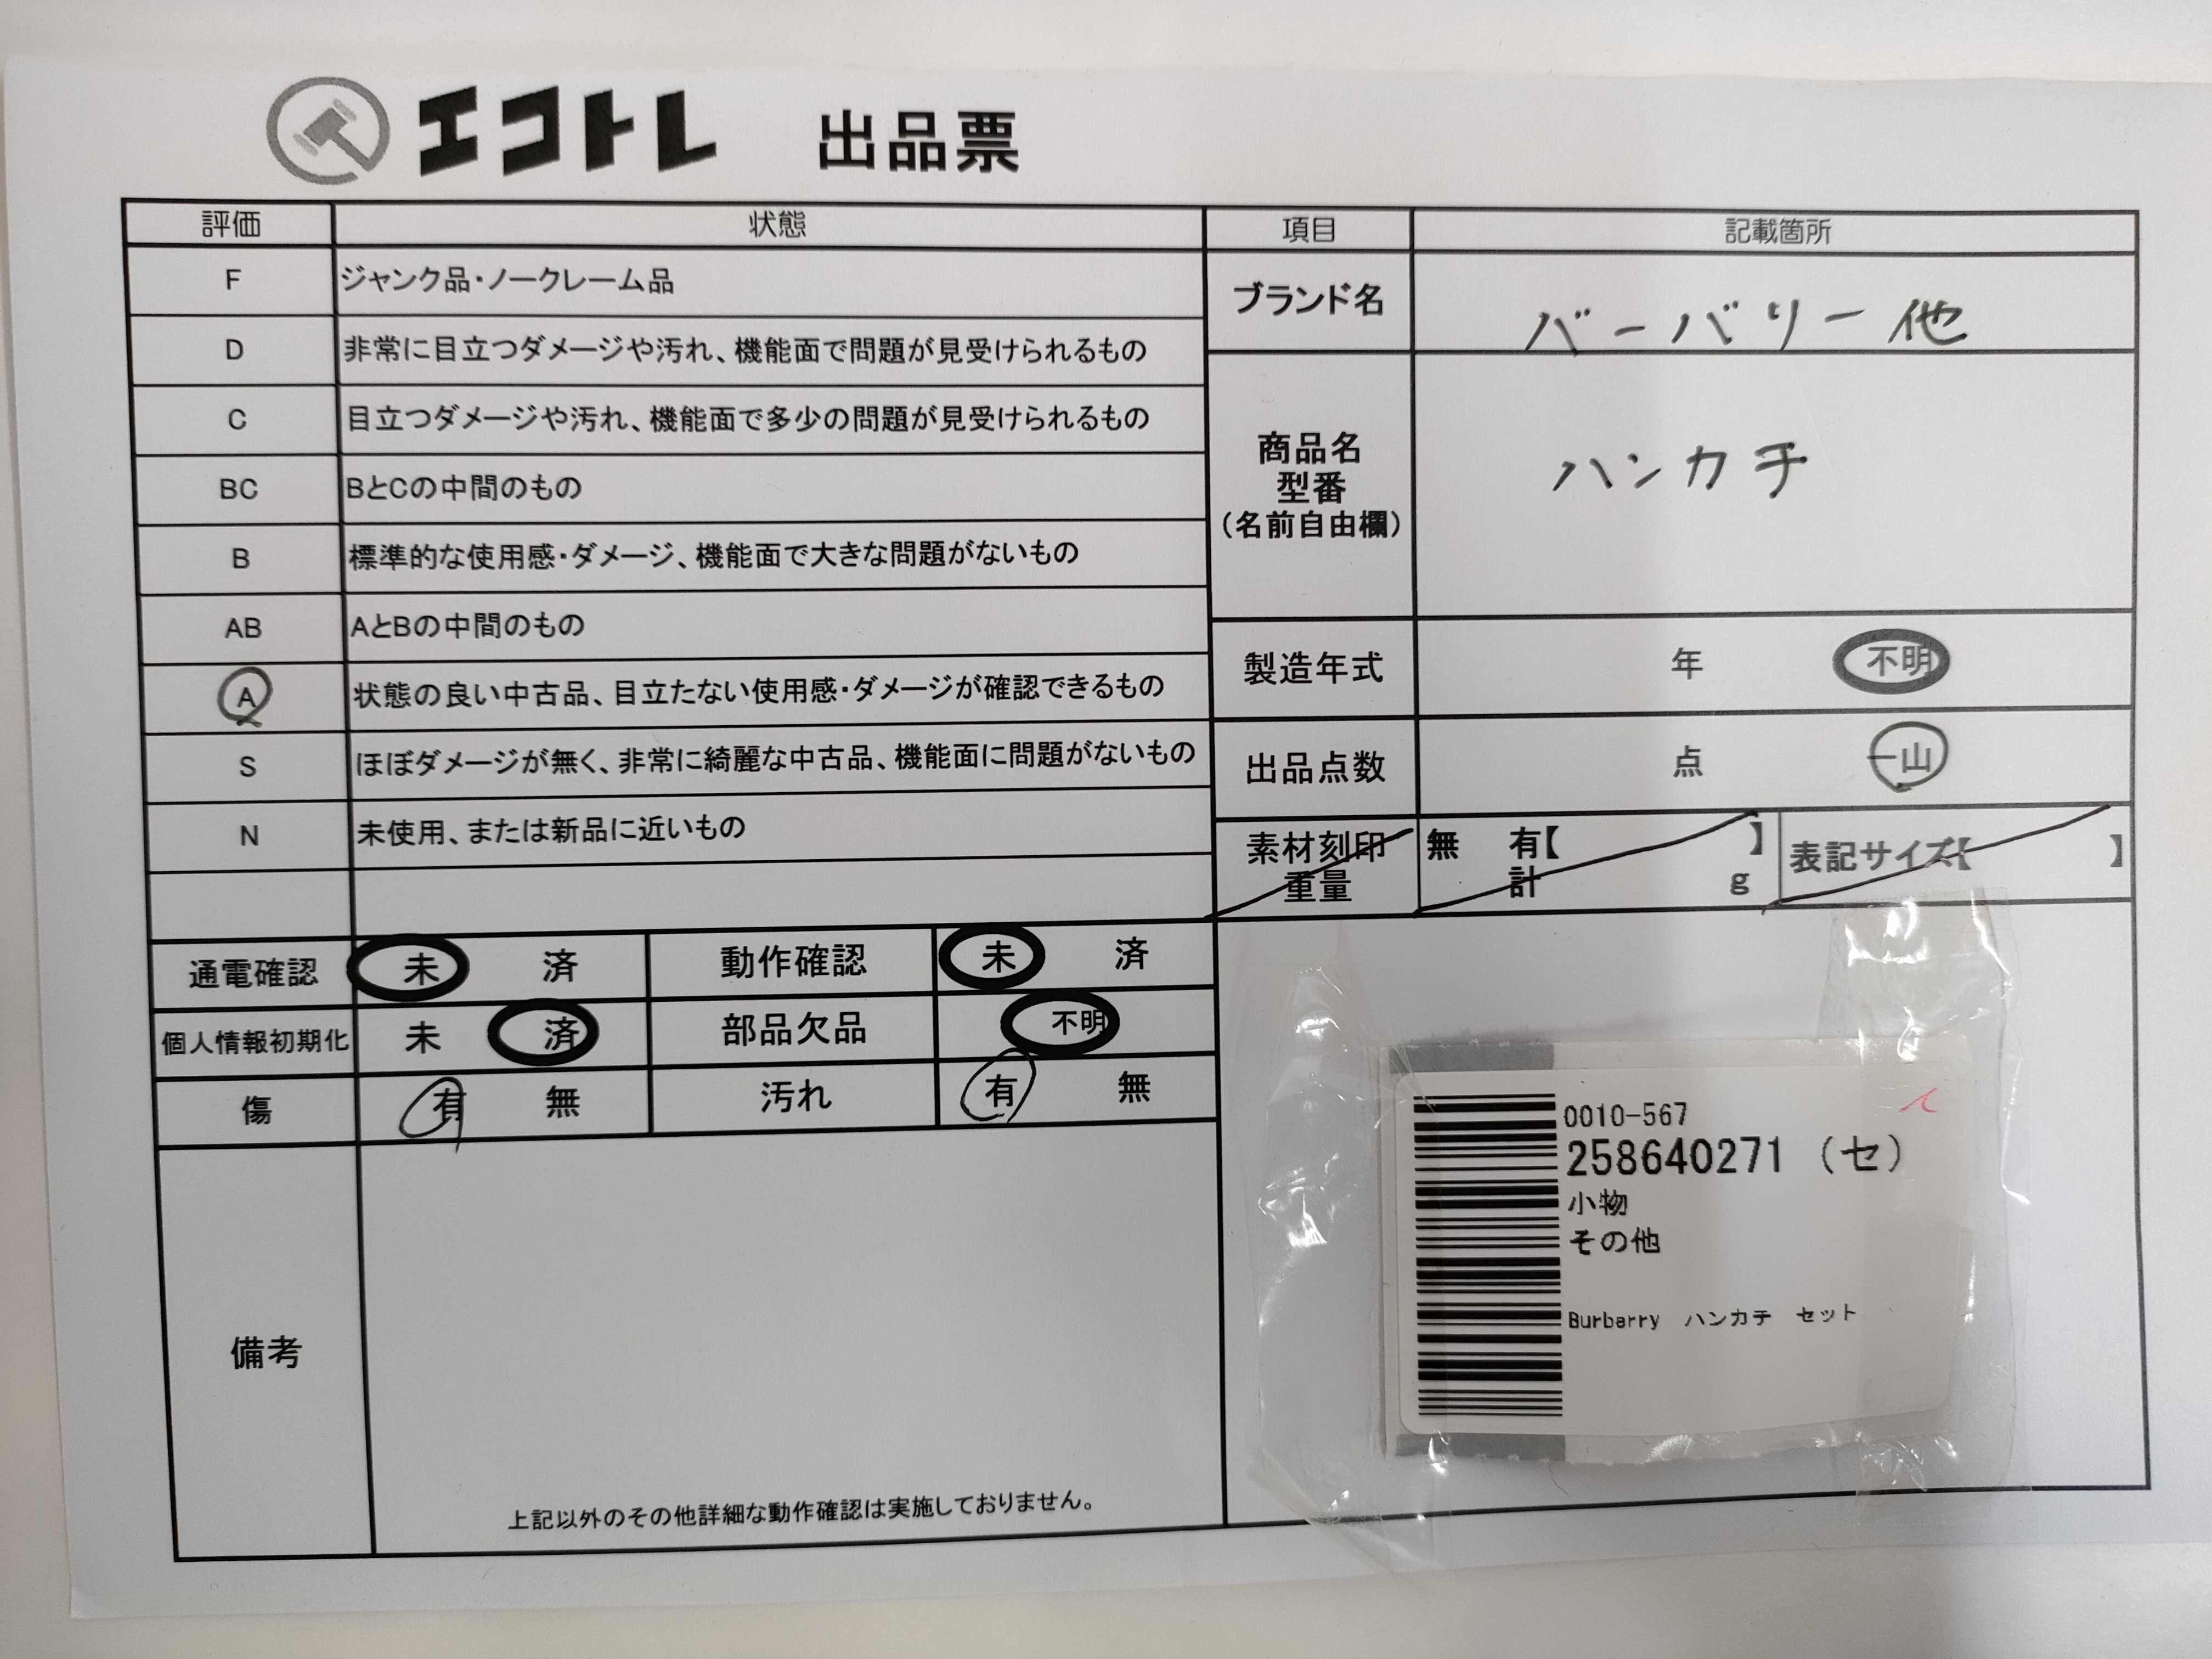 エコトレ 出品票
評価 状態
F ジャンク品・ノークレーム品
D 非常に目立つダメージや汚れ、機能面で問題が見受けられるもの
C 目立つダメージや汚れ、機能面で多少の問題が見受けられるもの
BC BとCの中間のもの
B 標準的な使用感・ダメージ、機能面で大きな問題がないもの
AB AとBの中間のもの
A 状態の良い中古品、目立たない使用感・ダメージが確認できるもの
S ほぼダメージが無く、非常に綺麗な中古品、機能面に問題がないもの
N 未使用、または新品に近いもの
通電確認 未 済 動作確認 未 済
個人情報初期化 未 済 部品欠品 不明
傷 有 無 汚れ 有 無
備考
上記以外のその他詳細な動作確認は実施しておりません。
項目 記載箇所
ブランド名 バーバリー他
商品名
型番
(名前自由欄)
ハンカチ
製造年式 年 不明
出品点数 点 一山
素材刻印 無 有【 】 表記サイズ【 】
重量 計 g
0010-567
258640271 (セ)
小物
その他
Burberry ハンカチ セット